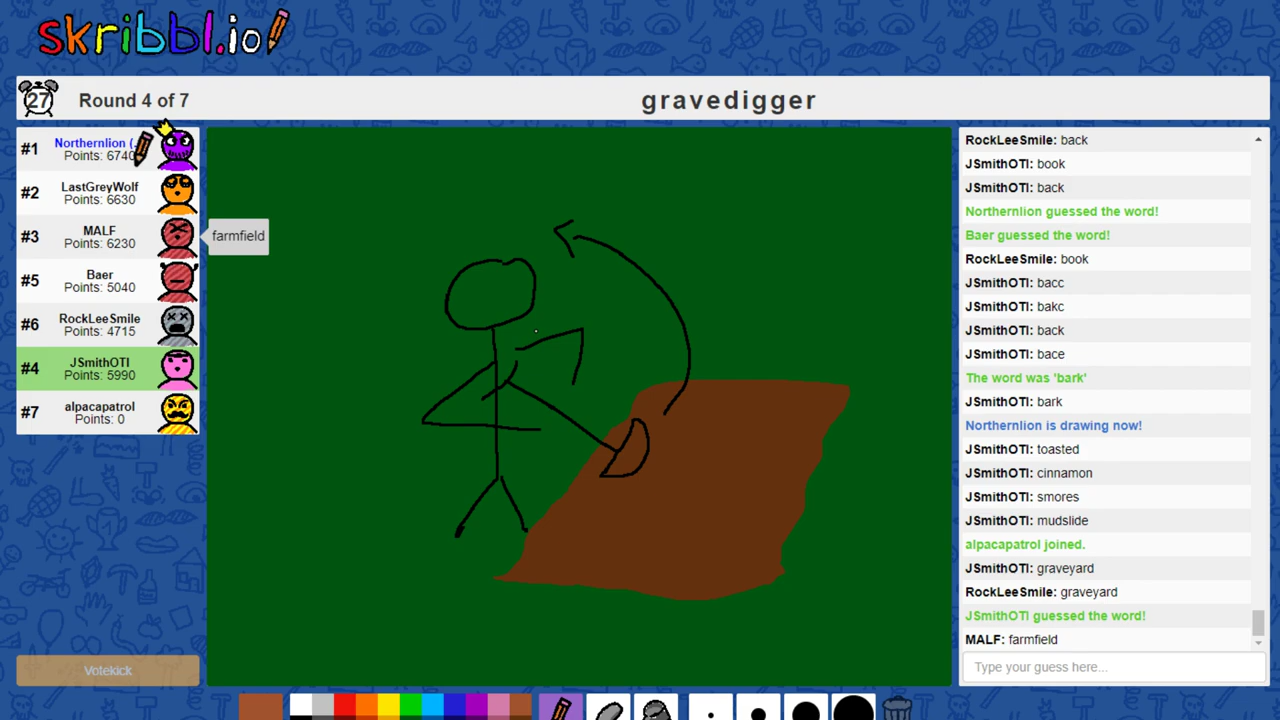 skribbl.io
27
Round 4 of 7
gravedigger
#1
Northernlion (.
Points: 6740
#2
LastGreyWolf
Points: 6630
#3
MALF
Points: 6230
farmfield
#5
Baer
Points: 5040
#6
RockLeeSmile
Points: 4715
#4
JSmithOTI
Points: 5990
#7
alpacapatrol
Points: 0
Votekick
RockLeeSmile: back
JSmithOTI: book
JSmithOTI: back
Northernlion guessed the word!
Baer guessed the word!
RockLeeSmile: book
JSmithOTI: bacc
JSmithOTI: bakc
JSmithOTI: back
JSmithOTI: bace
The word was 'bark'
JSmithOTI: bark
Northernlion is drawing now!
JSmithOTI: toasted
JSmithOTI: cinnamon
JSmithOTI: smores
JSmithOTI: mudslide
alpacapatrol joined.
JSmithOTI: graveyard
RockLeeSmile: graveyard
JSmithOTI guessed the word!
MALF: farmfield
Type your guess here...